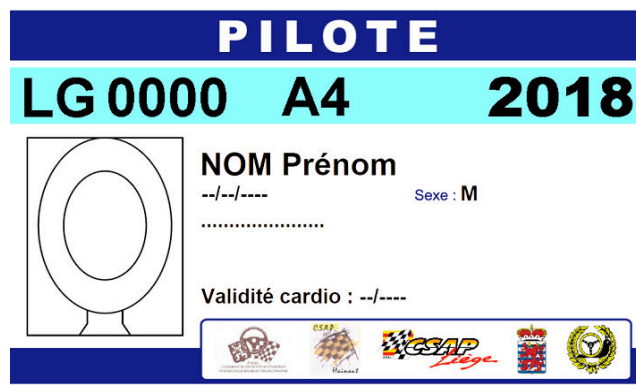 PILOTE
LG 0000 A4 2018
NOM Prénom
--/--/---- Sexe : M
......................
Validité cardio : --/----
CSAP
Hainaut
CSAP
Liège